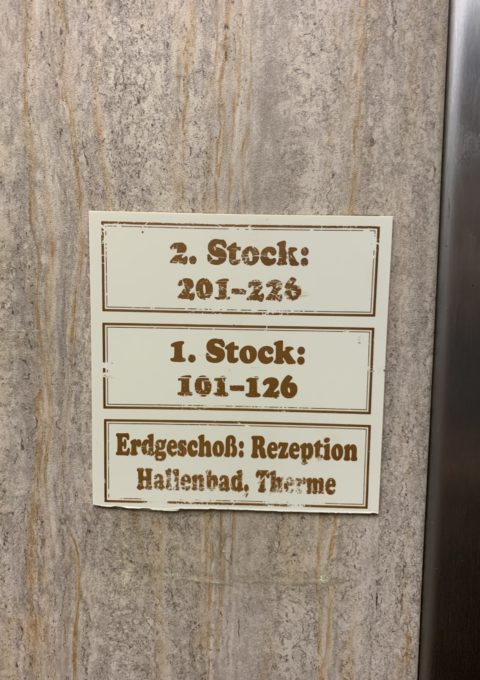 2. Stock:
201-226
1. Stock:
101-126
Erdgeschoß: Rezeption
Hallenbad, Therme